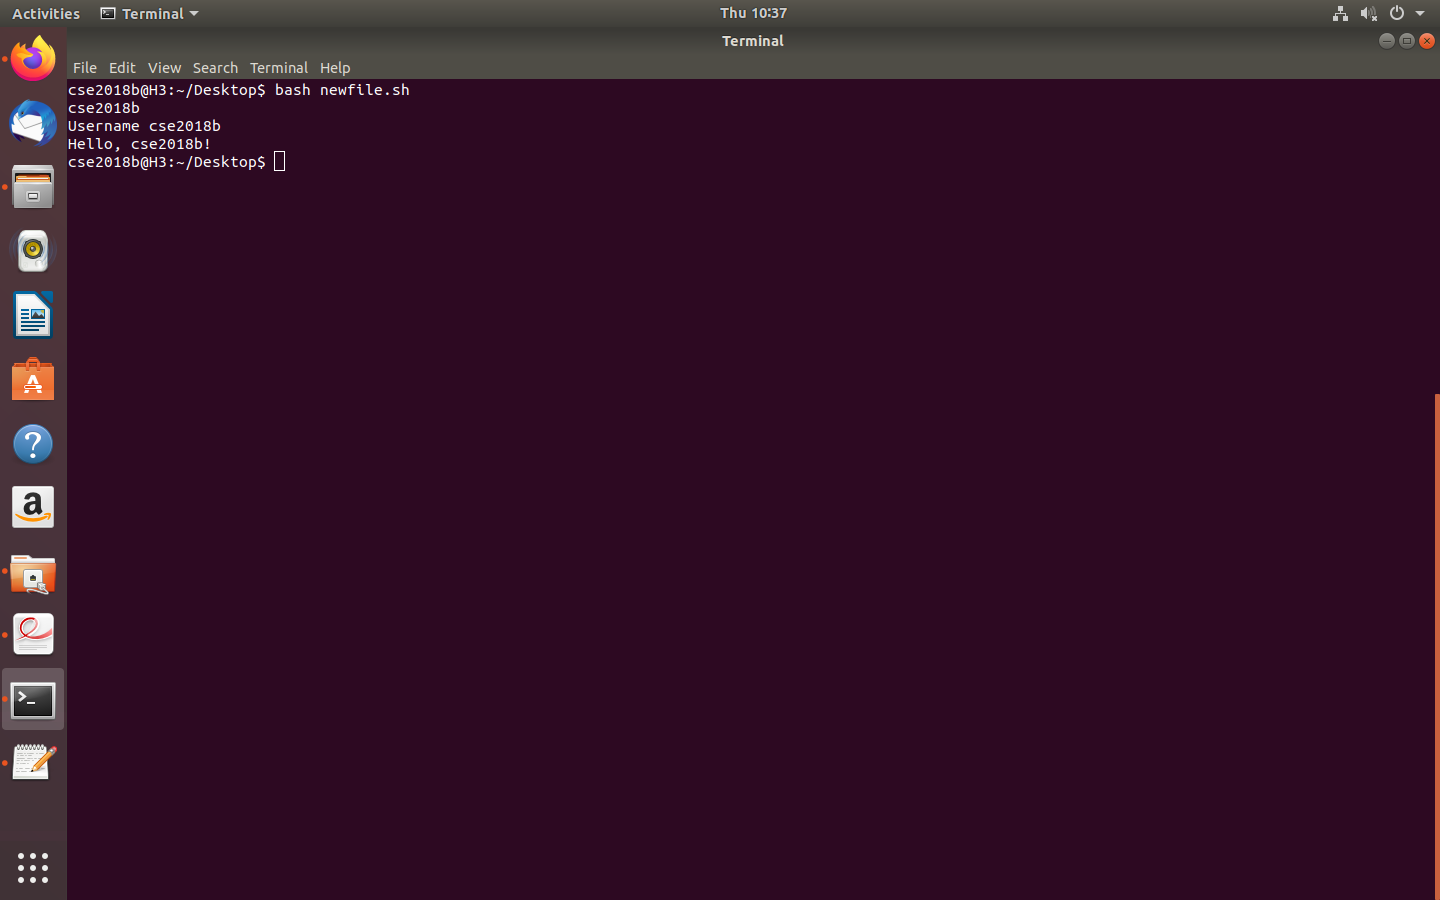 Activities Terminal Thu 10:37
Terminal
File Edit View Search Terminal Help
cse2018b@H3:~/Desktop$ bash newfile.sh
cse2018b
Username cse2018b
Hello, cse2018b!
cse2018b@H3:~/Desktop$